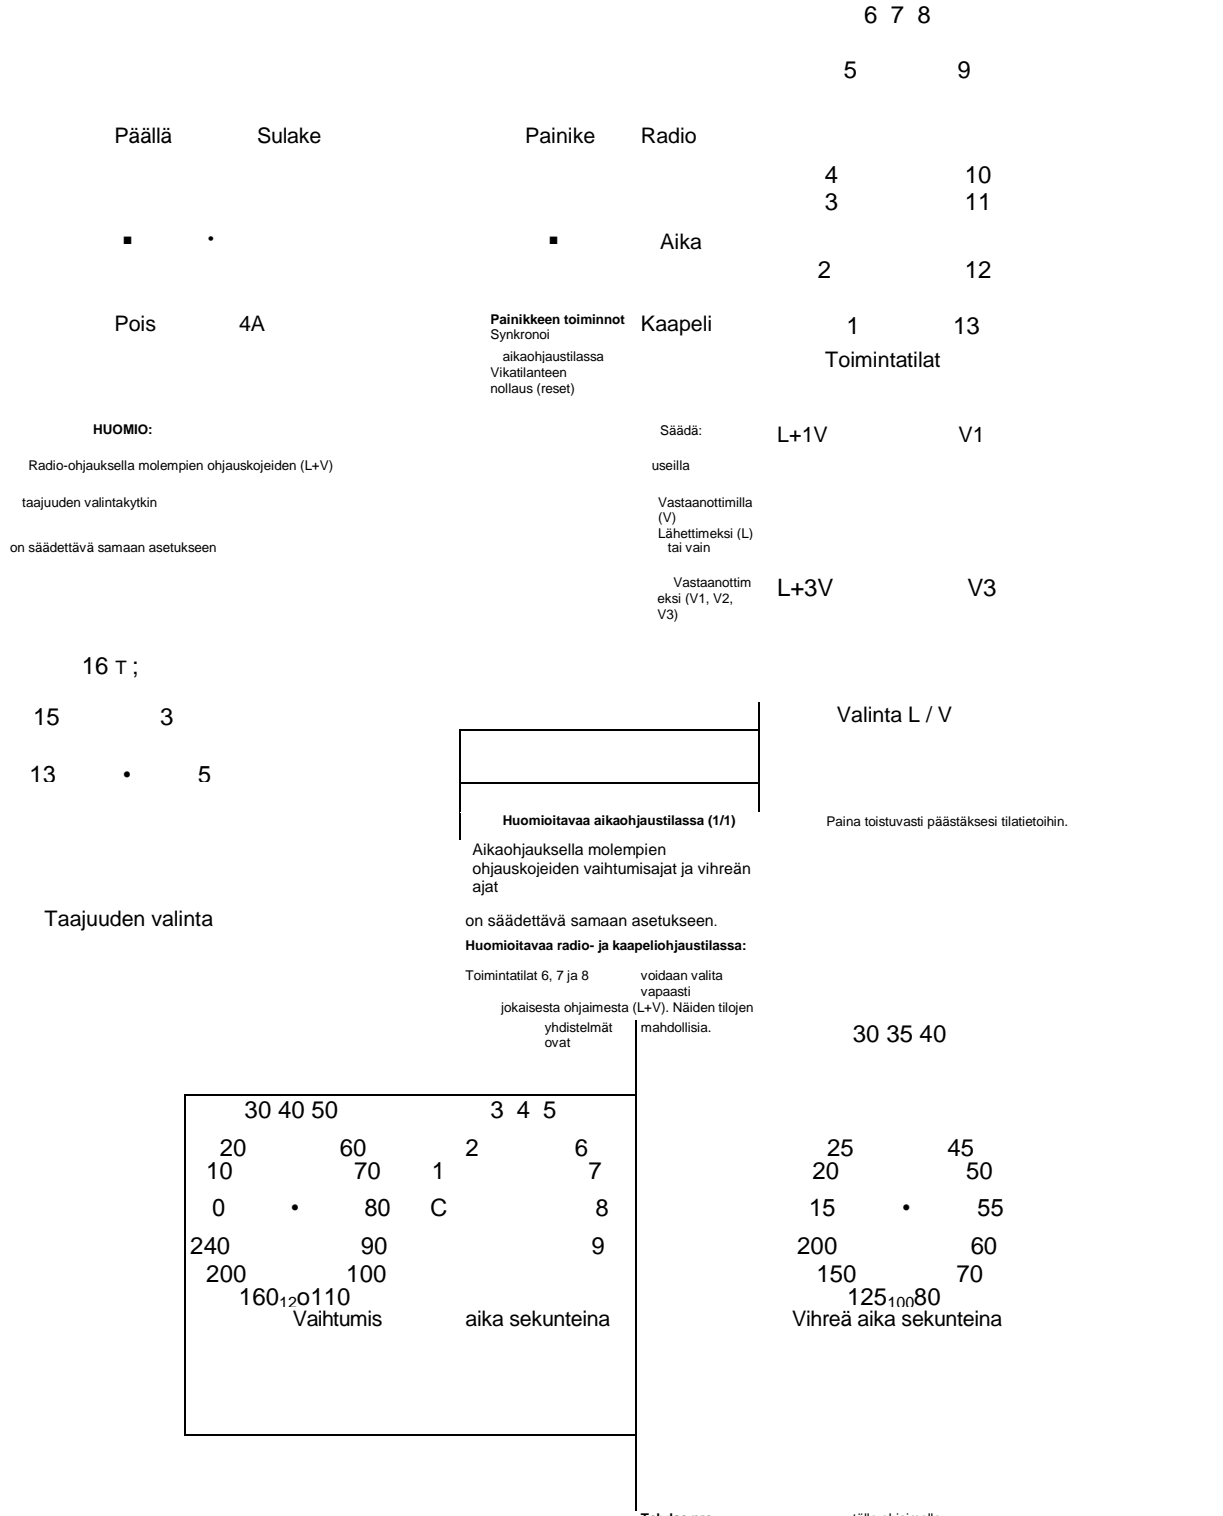 6 7 8
5 9
Päällä Sulake Painike Radio
4 10
3 11
▪ • ▪ Aika
2 12
Pois 4A Painikkeen toiminnot Kaapeli 1 13
Synkronoi
aikaohjaustilassa Toimintatilat
Vikatilanteen
nollaus (reset)
HUOMIO: Säädä: L+1V V1
Radio-ohjauksella molempien ohjauskojeiden (L+V) useilla
taajuuden valintakytkin Vastaanottimilla
(V)
Lähettimeksi (L)
on säädettävä samaan asetukseen tai vain
Vastaanottim L+3V V3
eksi (V1, V2,
V3)
16 T ;
15 3 Valinta L / V
13 • 5
Huomioitavaa aikaohjaustilassa (1/1) Paina toistuvasti päästäksesi tilatietoihin.
Aikaohjauksella molempien
ohjauskojeiden vaihtumisajat ja vihreän
ajat
Taajuuden valinta on säädettävä samaan asetukseen.
Huomioitavaa radio- ja kaapeliohjaustilassa:
Toimintatilat 6, 7 ja 8 voidaan valita
vapaasti
jokaisesta ohjaimesta (L+V). Näiden tilojen
yhdistelmät mahdollisia.
ovat
30 35 40
30 40 50 3 4 5
20 60 2 6 25 45
10 70 1 7 20 50
0 • 80 C 8 15 • 55
240 90 9 200 60
200 100 150 70
160 12o110 125 10080
Vaihtumis aika sekunteina Vihreä aika sekunteina